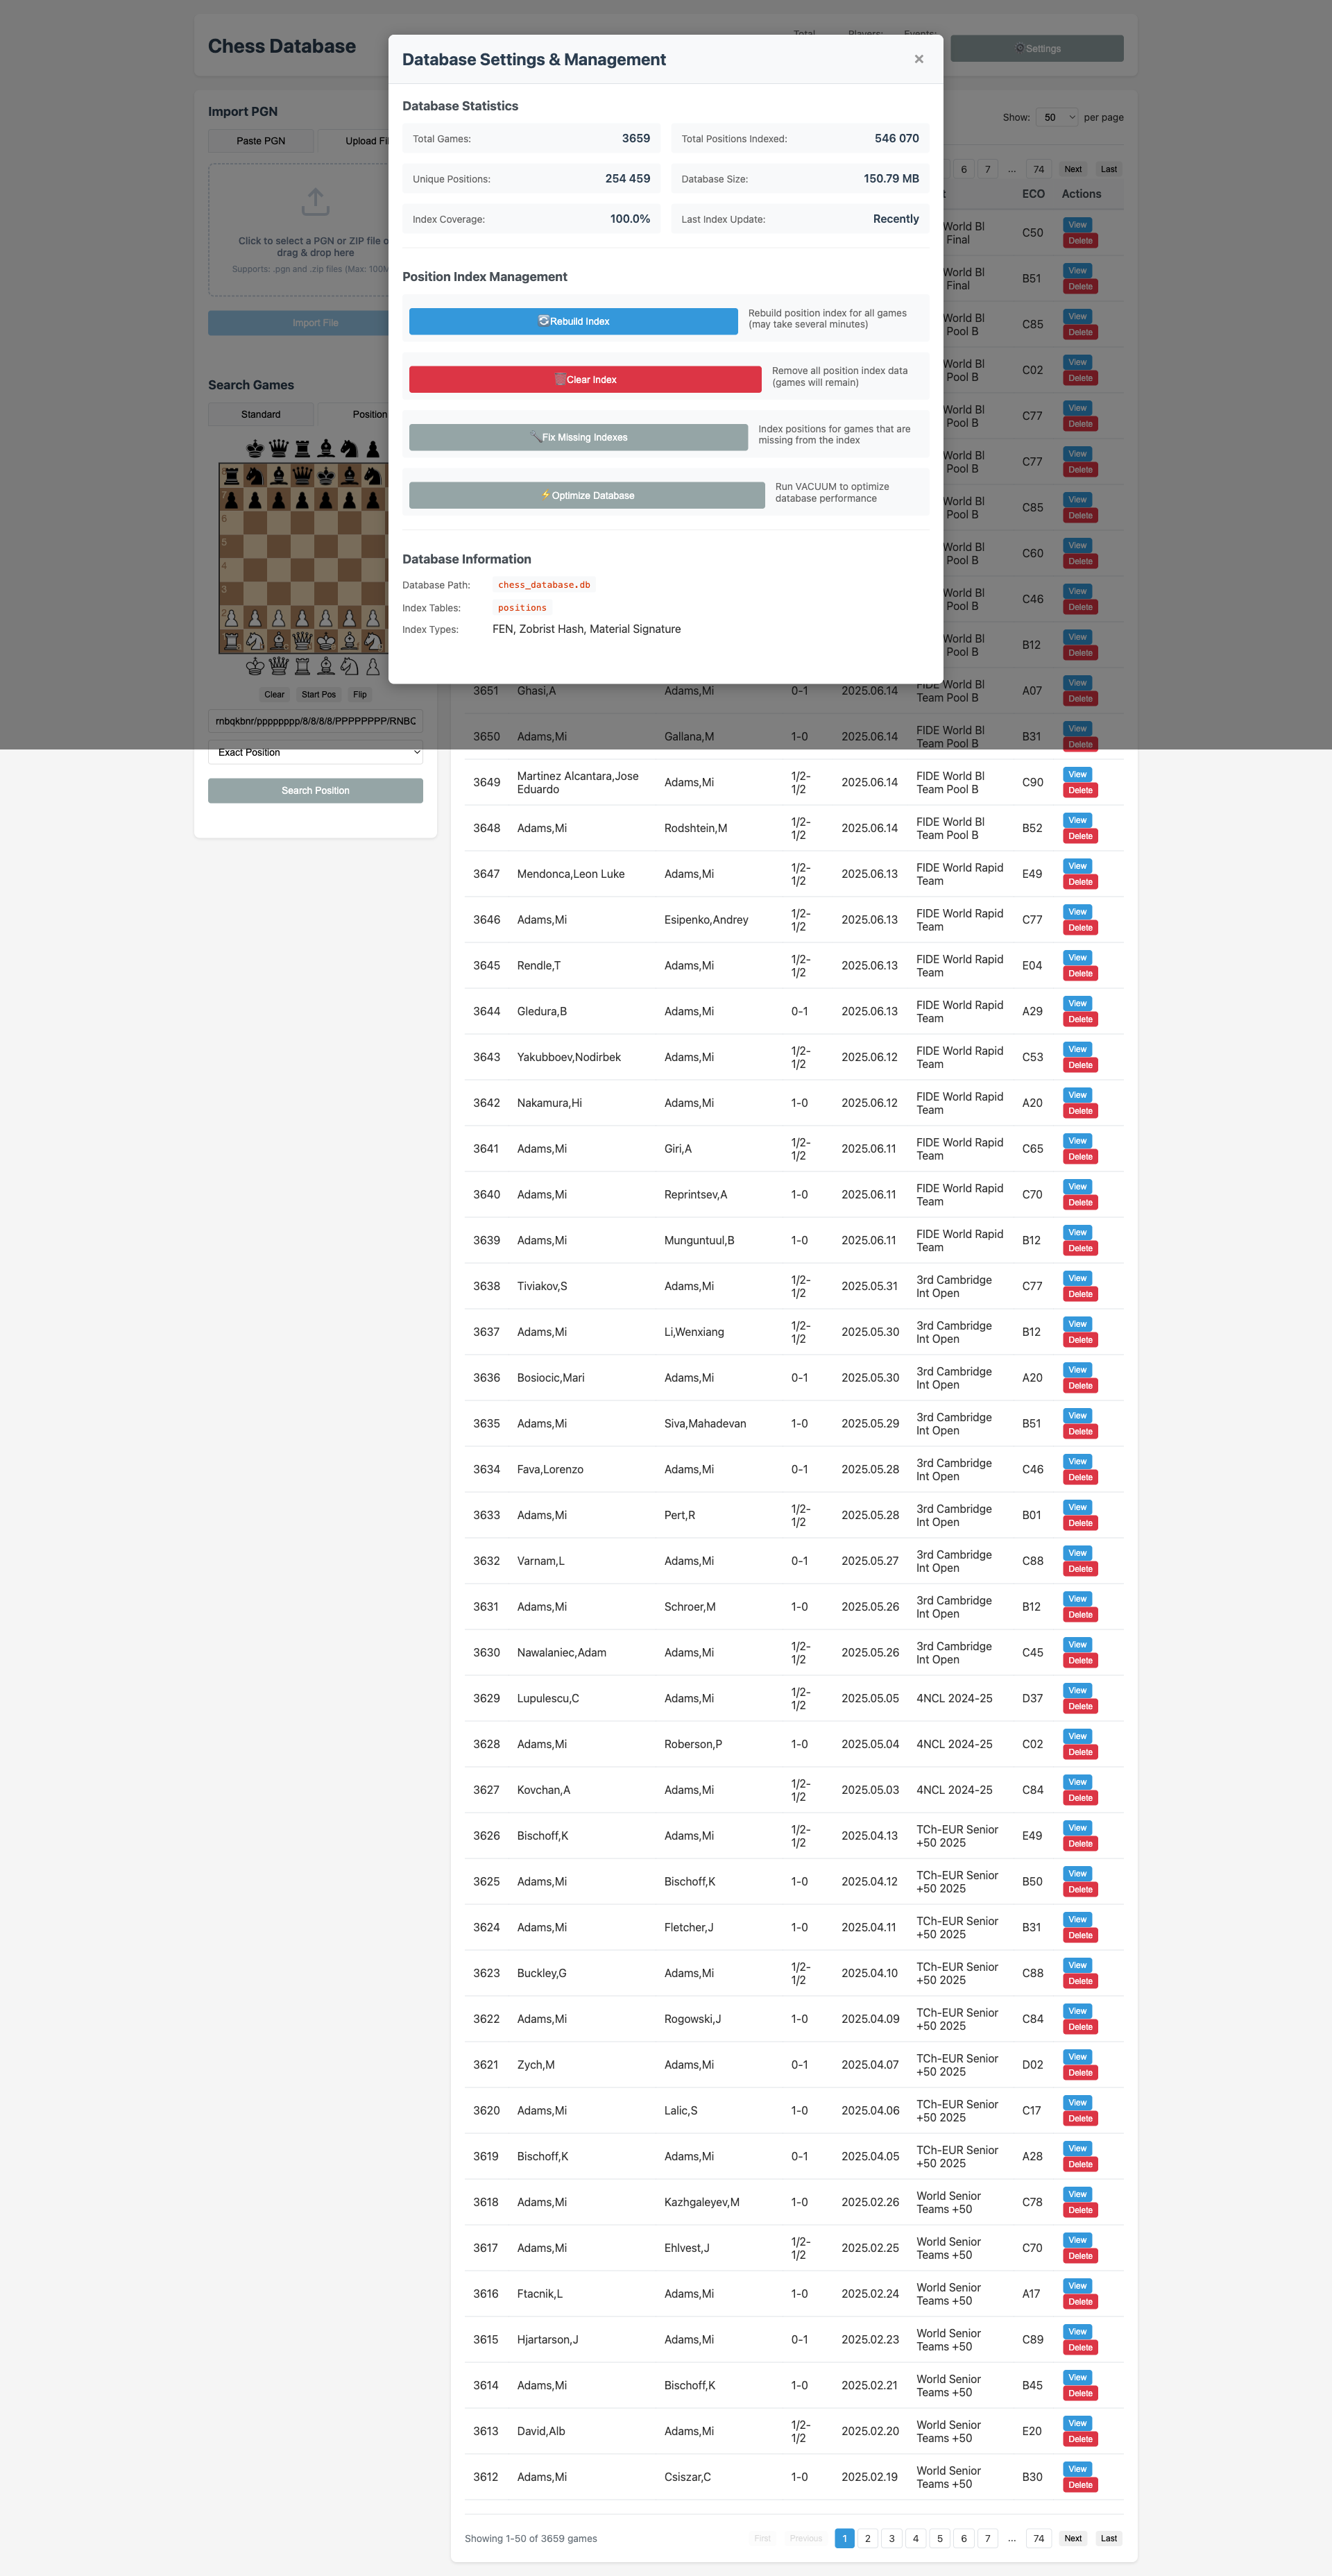 Chess Database
Total
Players:
Events:
Settings
Database Settings & Management
×
Database Statistics
Total Games: 3659
Total Positions Indexed: 546 070
Unique Positions: 254 459
Database Size: 150.79 MB
Index Coverage: 100.0%
Last Index Update: Recently
Position Index Management
Rebuild Index
Rebuild position index for all games
(may take several minutes)
Clear Index
Remove all position index data
(games will remain)
Fix Missing Indexes
Index positions for games that are
missing from the index
Optimize Database
Run VACUUM to optimize
database performance
Database Information
Database Path: chess_database.db
Index Tables: positions
Index Types: FEN, Zobrist Hash, Material Signature
Import PGN
Paste PGN
Upload Fil
Click to select a PGN or ZIP file o
drag & drop here
Supports: .pgn and .zip files (Max: 100M
Import File
Search Games
Standard
Position
6
5
4
3
2
Clear Start Pos Flip
rnbqkbnr/pppppppp/8/8/8/8/PPPPPPPP/RNBC
Exact Position
Search Position
Show: 50 per page
6 7 ... 74 Next Last
t ECO Actions
World Bl
Final
C50 View
Delete
World Bl
Final
B51 View
Delete
World Bl
Pool B
C85 View
Delete
World Bl
Pool B
C02 View
Delete
World Bl
Pool B
C77 View
Delete
World Bl
Pool B
C77 View
Delete
World Bl
Pool B
C85 View
Delete
World Bl
Pool B
C60 View
Delete
World Bl
Pool B
C46 View
Delete
World Bl
Pool B
B12 View
Delete
3651 Ghasi,A Adams,Mi 0-1 2025.06.14 FIDE World Bl
Team Pool B
A07 View
Delete
3650 Adams,Mi Gallana,M 1-0 2025.06.14 FIDE World Bl
Team Pool B
B31 View
Delete
3649 Martinez Alcantara,Jose
Eduardo
Adams,Mi 1/2-
1/2
2025.06.14 FIDE World Bl
Team Pool B
C90 View
Delete
3648 Adams,Mi Rodshtein,M 1/2-
1/2
2025.06.14 FIDE World Bl
Team Pool B
B52 View
Delete
3647 Mendonca,Leon Luke Adams,Mi 1/2-
1/2
2025.06.13 FIDE World Rapid
Team
E49 View
Delete
3646 Adams,Mi Esipenko,Andrey 1/2-
1/2
2025.06.13 FIDE World Rapid
Team
C77 View
Delete
3645 Rendle,T Adams,Mi 1/2-
1/2
2025.06.13 FIDE World Rapid
Team
E04 View
Delete
3644 Gledura,B Adams,Mi 0-1 2025.06.13 FIDE World Rapid
Team
A29 View
Delete
3643 Yakubboev,Nodirbek Adams,Mi 1/2-
1/2
2025.06.12 FIDE World Rapid
Team
C53 View
Delete
3642 Nakamura,Hi Adams,Mi 1-0 2025.06.12 FIDE World Rapid
Team
A20 View
Delete
3641 Adams,Mi Giri,A 1/2-
1/2
2025.06.11 FIDE World Rapid
Team
C65 View
Delete
3640 Adams,Mi Reprintsev,A 1-0 2025.06.11 FIDE World Rapid
Team
C70 View
Delete
3639 Adams,Mi Munguntuul,B 1-0 2025.06.11 FIDE World Rapid
Team
B12 View
Delete
3638 Tiviakov,S Adams,Mi 1/2-
1/2
2025.05.31 3rd Cambridge
Int Open
C77 View
Delete
3637 Adams,Mi Li,Wenxiang 1/2-
1/2
2025.05.30 3rd Cambridge
Int Open
B12 View
Delete
3636 Bosiocic,Mari Adams,Mi 0-1 2025.05.30 3rd Cambridge
Int Open
A20 View
Delete
3635 Adams,Mi Siva,Mahadevan 1-0 2025.05.29 3rd Cambridge
Int Open
B51 View
Delete
3634 Fava,Lorenzo Adams,Mi 0-1 2025.05.28 3rd Cambridge
Int Open
C46 View
Delete
3633 Adams,Mi Pert,R 1/2-
1/2
2025.05.28 3rd Cambridge
Int Open
B01 View
Delete
3632 Varnam,L Adams,Mi 0-1 2025.05.27 3rd Cambridge
Int Open
C88 View
Delete
3631 Adams,Mi Schroer,M 1-0 2025.05.26 3rd Cambridge
Int Open
B12 View
Delete
3630 Nawalaniec,Adam Adams,Mi 1/2-
1/2
2025.05.26 3rd Cambridge
Int Open
C45 View
Delete
3629 Lupulescu,C Adams,Mi 1/2-
1/2
2025.05.05 4NCL 2024-25 D37 View
Delete
3628 Adams,Mi Roberson,P 1-0 2025.05.04 4NCL 2024-25 C02 View
Delete
3627 Kovchan,A Adams,Mi 1/2-
1/2
2025.05.03 4NCL 2024-25 C84 View
Delete
3626 Bischoff,K Adams,Mi 1/2-
1/2
2025.04.13 TCh-EUR Senior
+50 2025
E49 View
Delete
3625 Adams,Mi Bischoff,K 1-0 2025.04.12 TCh-EUR Senior
+50 2025
B50 View
Delete
3624 Adams,Mi Fletcher,J 1-0 2025.04.11 TCh-EUR Senior
+50 2025
B31 View
Delete
3623 Buckley,G Adams,Mi 1/2-
1/2
2025.04.10 TCh-EUR Senior
+50 2025
C88 View
Delete
3622 Adams,Mi Rogowski,J 1-0 2025.04.09 TCh-EUR Senior
+50 2025
C84 View
Delete
3621 Zych,M Adams,Mi 0-1 2025.04.07 TCh-EUR Senior
+50 2025
D02 View
Delete
3620 Adams,Mi Lalic,S 1-0 2025.04.06 TCh-EUR Senior
+50 2025
C17 View
Delete
3619 Bischoff,K Adams,Mi 0-1 2025.04.05 TCh-EUR Senior
+50 2025
A28 View
Delete
3618 Adams,Mi Kazhgaleyev,M 1-0 2025.02.26 World Senior
Teams +50
C78 View
Delete
3617 Adams,Mi Ehlvest,J 1/2-
1/2
2025.02.25 World Senior
Teams +50
C70 View
Delete
3616 Ftacnik,L Adams,Mi 1-0 2025.02.24 World Senior
Teams +50
A17 View
Delete
3615 Hjartarson,J Adams,Mi 0-1 2025.02.23 World Senior
Teams +50
C89 View
Delete
3614 Adams,Mi Bischoff,K 1-0 2025.02.21 World Senior
Teams +50
B45 View
Delete
3613 David,Alb Adams,Mi 1/2-
1/2
2025.02.20 World Senior
Teams +50
E20 View
Delete
3612 Adams,Mi Csiszar,C 1-0 2025.02.19 World Senior
Teams +50
B30 View
Delete
Showing 1-50 of 3659 games
First Previous 1 2 3 4 5 6 7 ... 74 Next Last